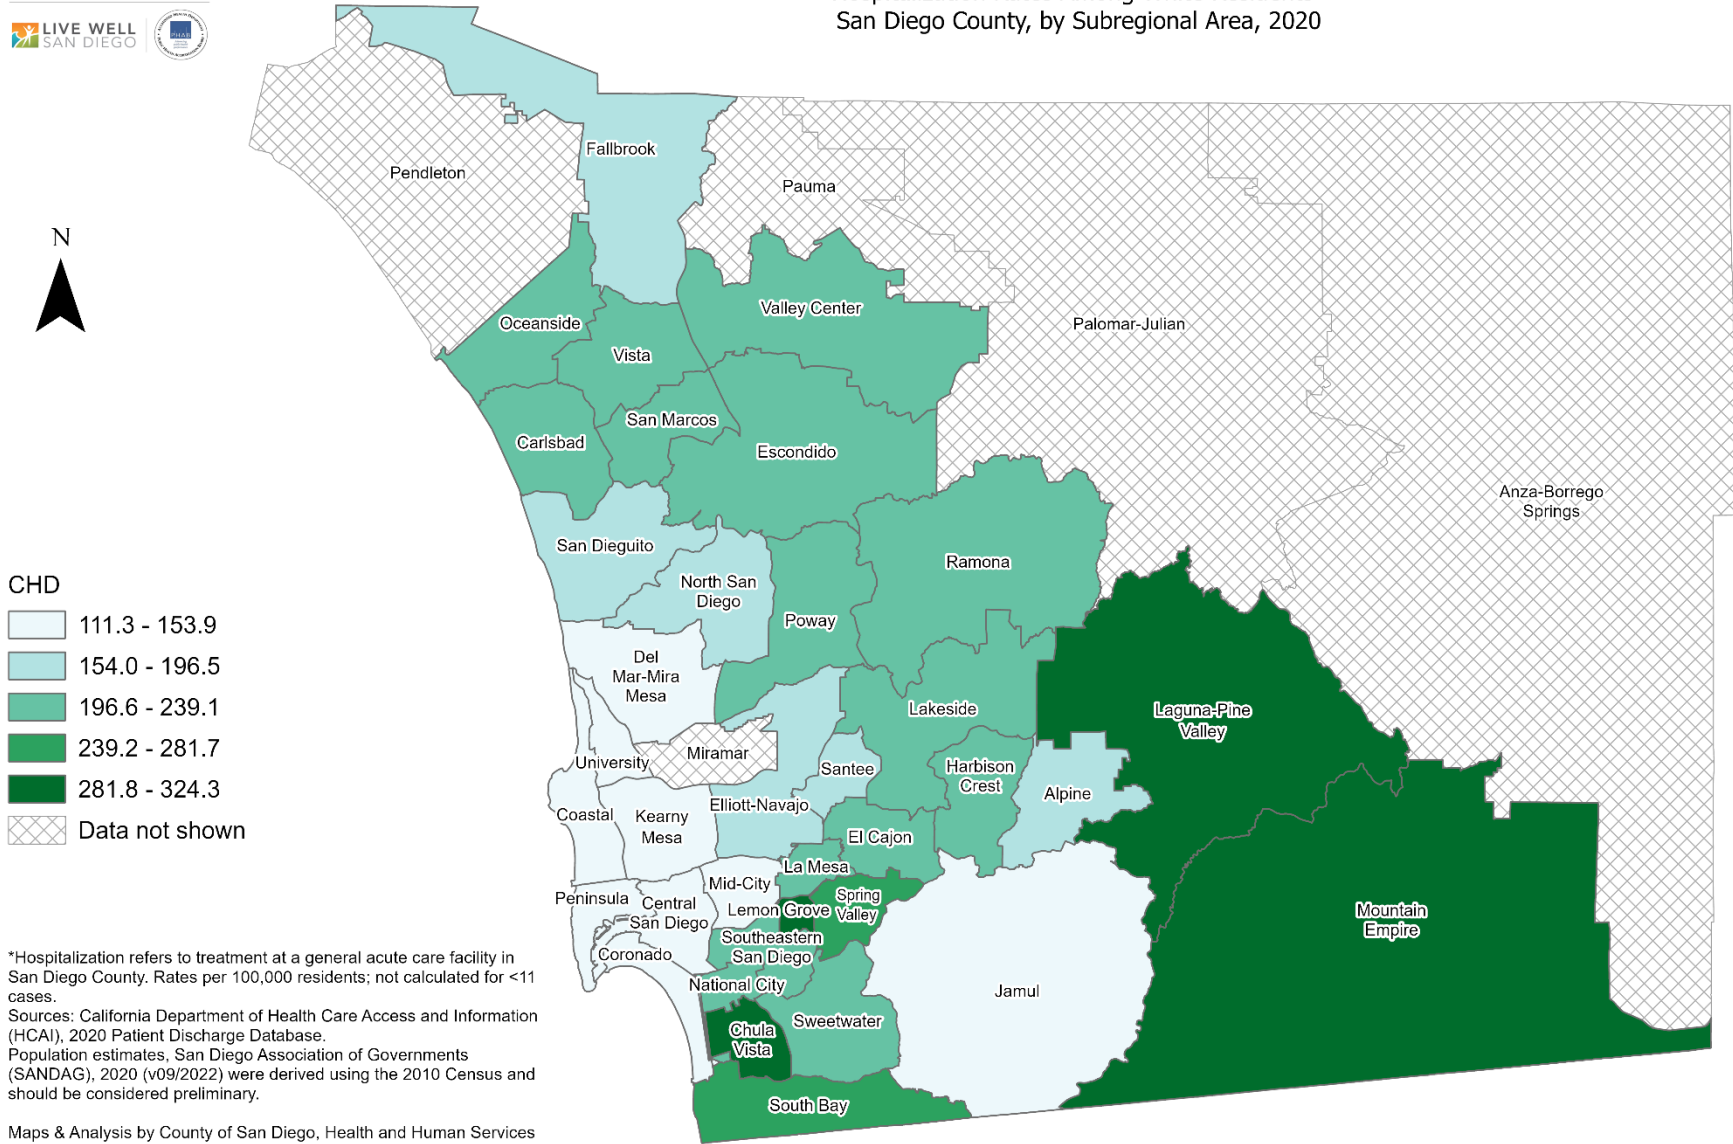 LIVE WELL
SAN DIEGO
San Diego County, by Subregional Area, 2020
Fallbrook
Pendleton
Pauma
N
Valley Center
Oceanside
Palomar-Julian
Vista
San Marcos
Carlsbad
Escondido
Anza-Borrego
Springs
San Dieguito
Ramona
North San
Diego
Poway
CHD
111.3 - 153.9
154.0 - 196.5
196.6 - 239.1
239.2 - 281.7
281.8 - 324.3
Data not shown
Del
Mar-Mira
Mesa
Lakeside
Laguna-Pine
Valley
Miramar
University
Santee
Harbison
Crest
Alpine
Elliott-Navajo
Coastal
Kearny
Mesa
El Cajon
La Mesa
Mid-City
Peninsula
Central
San Diego
Lemon Grove
Spring
Valley
Mountain
Empire
Southeastern
San Diego
Coronado
National City
Jamul
Sweetwater
Chula
Vista
South Bay
*Hospitalization refers to treatment at a general acute care facility in
San Diego County. Rates per 100,000 residents; not calculated for <11
cases.
Sources: California Department of Health Care Access and Information
(HCAI), 2020 Patient Discharge Database.
Population estimates, San Diego Association of Governments
(SANDAG), 2020 (v09/2022) were derived using the 2010 Census and
should be considered preliminary.
Maps & Analysis by County of San Diego, Health and Human Services